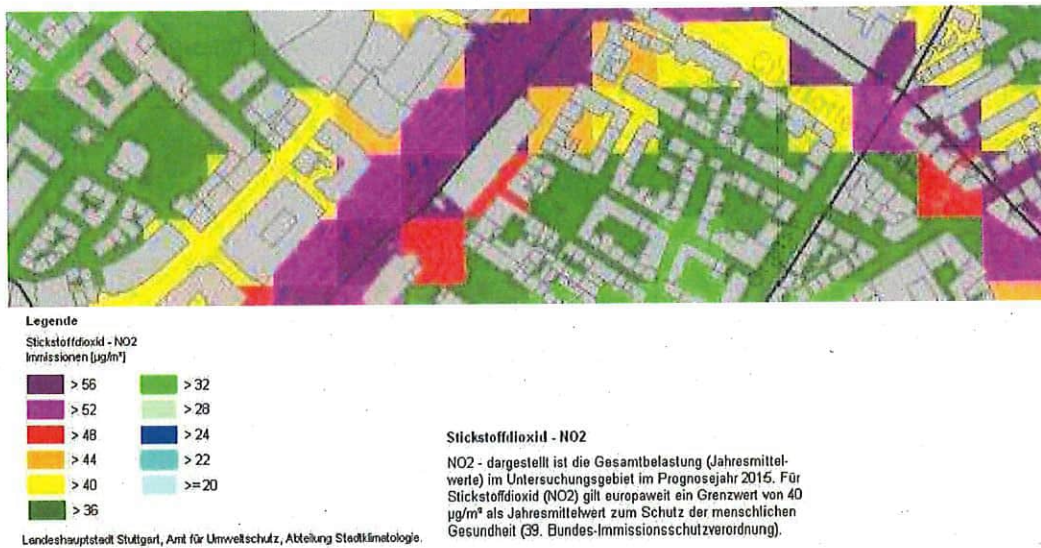 Legende
Stickstoffdioxid - NO2
Immissionen [µg/m³]
> 56
> 52
> 48
> 44
> 40
> 36
> 32
> 28
> 24
> 22
>= 20
Stickstoffdioxid - NO2
NO2 - dargestellt ist die Gesamtbelastung (Jahresmittel-
werte) im Untersuchungsgebiet im Prognosejahr 2015. Für
Stickstoffdioxid (NO2) gilt europaweit ein Grenzwert von 40
µg/m³ als Jahresmittelwert zum Schutz der menschlichen
Gesundheit (39. Bundes-Immissionsschutzverordnung).
Landeshauptstadt Stuttgart, Amt für Umweltschutz, Abteilung Stadtklimatologie.